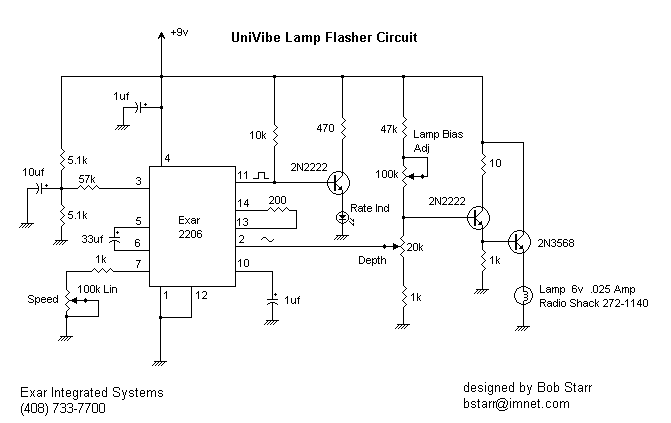 UniVibe Lamp Flasher Circuit
+9v
1uf
10k
470
47k
Lamp Bias
Adj
5.1k
4
10uf
57k
3
11
2N2222
100k
10
14
200
Rate Ind
2N2222
5.1k
5
Exar
2206
13
33uf
6
2
20k
2N3568
Depth
1k
7
10
1k
Speed
100k Lin
1
12
1uf
1k
Lamp 6v .025 Amp
Radio Shack 272-1140
Exar Integrated Systems
(408) 733-7700
designed by Bob Starr
bstarr@imnet.com